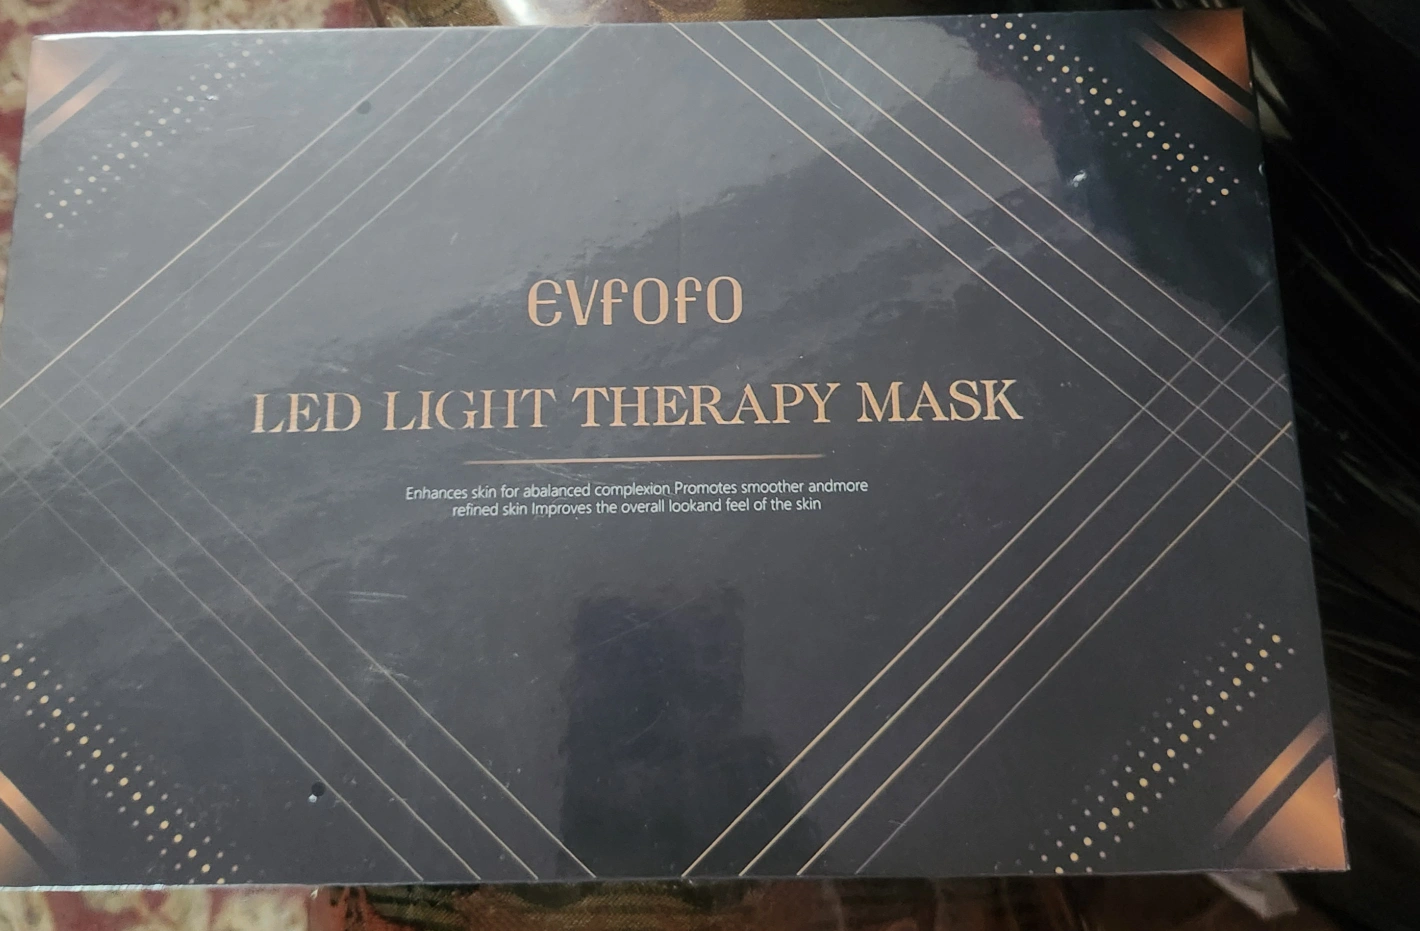 EVFOFO
LED LIGHT THERAPY MASK
Enhances skin for abalanced complexion Promotes smoother andmore
refined skin Improves the overall lookand feel of the skin